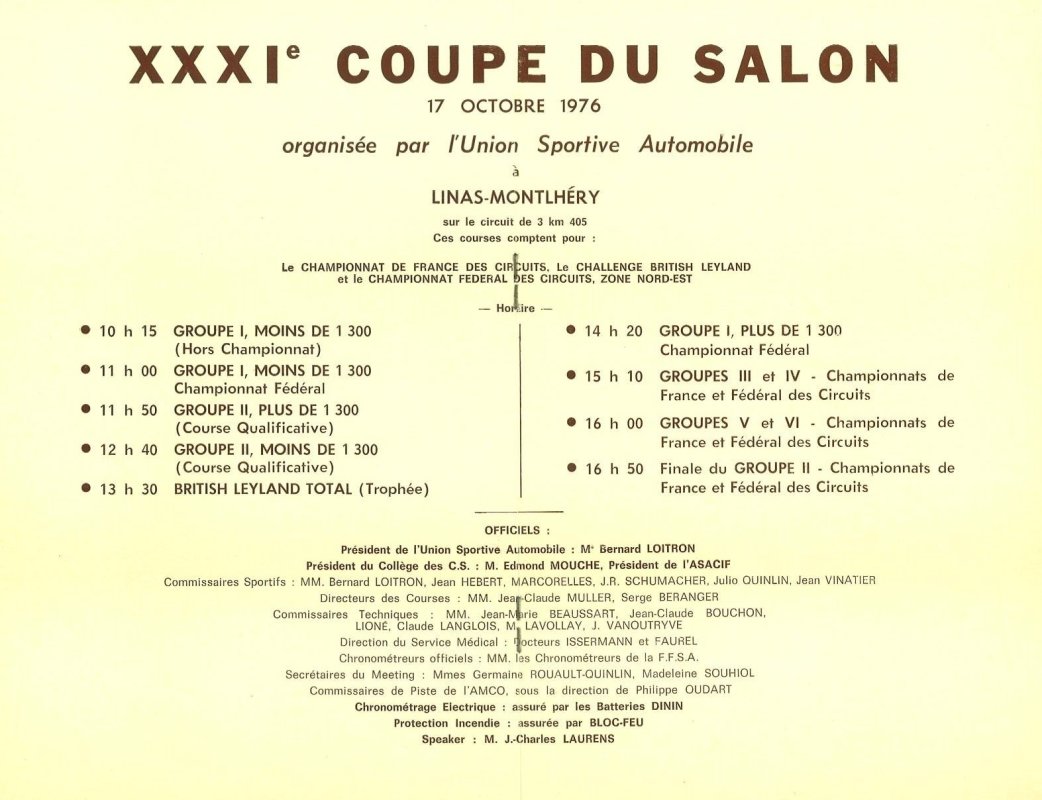 XXXIe COUPE DU SALON
17 OCTOBRE 1976
organisée par l'Union Sportive Automobile
à
LINAS-MONTLHÉRY
sur le circuit de 3 km 405
Ces courses comptent pour :
Le CHAMPIONNAT DE FRANCE DES CIRCUITS, Le CHALLENGE BRITISH LEYLAND
et le CHAMPIONNAT FEDERAL DES CIRCUITS, ZONE NORD-EST
— Horaire —
● 10 h 15 GROUPE I, MOINS DE 1 300
(Hors Championnat)
● 11 h 00 GROUPE I, MOINS DE 1 300
Championnat Fédéral
● 11 h 50 GROUPE II, PLUS DE 1 300
(Course Qualificative)
● 12 h 40 GROUPE II, MOINS DE 1 300
(Course Qualificative)
● 13 h 30 BRITISH LEYLAND TOTAL (Trophée)
● 14 h 20 GROUPE I, PLUS DE 1 300
Championnat Fédéral
● 15 h 10 GROUPES III et IV - Championnats de
France et Fédéral des Circuits
● 16 h 00 GROUPES V et VI - Championnats de
France et Fédéral des Circuits
● 16 h 50 Finale du GROUPE II - Championnats de
France et Fédéral des Circuits
OFFICIELS :
Président de l'Union Sportive Automobile : Me Bernard LOITRON
Président du Collège des C.S. : M. Edmond MOUCHE, Président de l'ASACIF
Commissaires Sportifs : MM. Bernard LOITRON, Jean HEBERT, MARCORELLES, J.R. SCHUMACHER, Julio QUINLIN, Jean VINATIER
Directeurs des Courses : MM. Jean-Claude MULLER, Serge BERANGER
Commissaires Techniques : MM. Jean-Marie BEAUSSART, Jean-Claude BOUCHON,
LIONÉ, Claude LANGLOIS, M. LAVOLLAY, J. VANOUTRYVE
Direction du Service Médical : Docteurs ISSERMANN et FAUREL
Chronométreurs officiels : MM. les Chronométreurs de la F.F.S.A.
Secrétaires du Meeting : Mmes Germaine ROUAULT-QUINLIN, Madeleine SOUHIOL
Commissaires de Piste de l'AMCO, sous la direction de Philippe OUDART
Chronométrage Electrique : assuré par les Batteries DININ
Protection Incendie : assurée par BLOC-FEU
Speaker : M. J.-Charles LAURENS